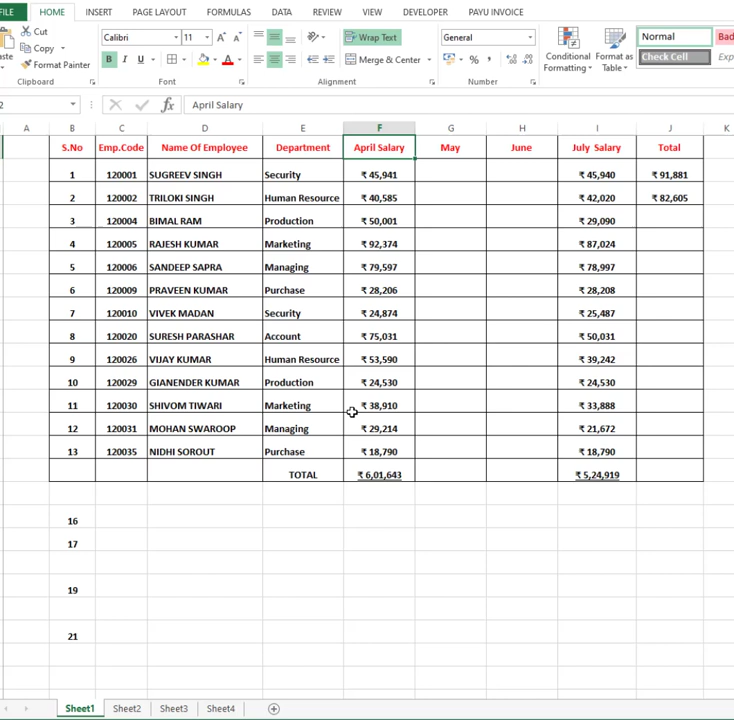 FILE HOME INSERT PAGE LAYOUT FORMULAS DATA REVIEW VIEW DEVELOPER PAYU INVOICE
Cut
Copy
Format Painter
Clipboard
Calibri 11 A A
B I U A
Font
Wrap Text
Merge & Center
Alignment
General
% , .0 .00
Number
Conditional Formatting
Format as Table
Normal
Bad
Check Cell
April Salary
fx
A B C D E F G H I J K
S.No Emp.Code Name Of Employee Department April Salary May June July Salary Total
1 120001 SUGREEV SINGH Security ₹ 45,941 ₹ 45,940 ₹ 91,881
2 120002 TRILOKI SINGH Human Resource ₹ 40,585 ₹ 42,020 ₹ 82,605
3 120004 BIMAL RAM Production ₹ 50,001 ₹ 29,090
4 120005 RAJESH KUMAR Marketing ₹ 92,374 ₹ 87,024
5 120006 SANDEEP SAPRA Managing ₹ 79,597 ₹ 78,997
6 120009 PRAVEEN KUMAR Purchase ₹ 28,206 ₹ 28,208
7 120010 VIVEK MADAN Security ₹ 24,874 ₹ 25,487
8 120020 SURESH PARASHAR Account ₹ 75,031 ₹ 50,031
9 120026 VIJAY KUMAR Human Resource ₹ 53,590 ₹ 39,242
10 120029 GIANENDER KUMAR Production ₹ 24,530 ₹ 24,530
11 120030 SHIVOM TIWARI Marketing ₹ 38,910 ₹ 33,888
12 120031 MOHAN SWAROOP Managing ₹ 29,214 ₹ 21,672
13 120035 NIDHI SOROUT Purchase ₹ 18,790 ₹ 18,790
TOTAL ₹ 6,01,643 ₹ 5,24,919
16
17
19
21
Sheet1 Sheet2 Sheet3 Sheet4